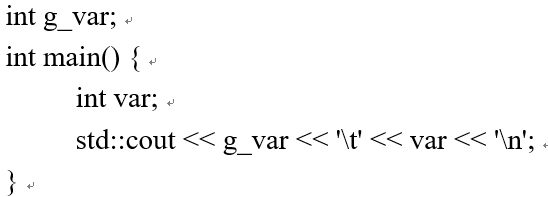 int g_var;
int main() {
int var;
std::cout << g_var << '\t' << var << '\n';
}